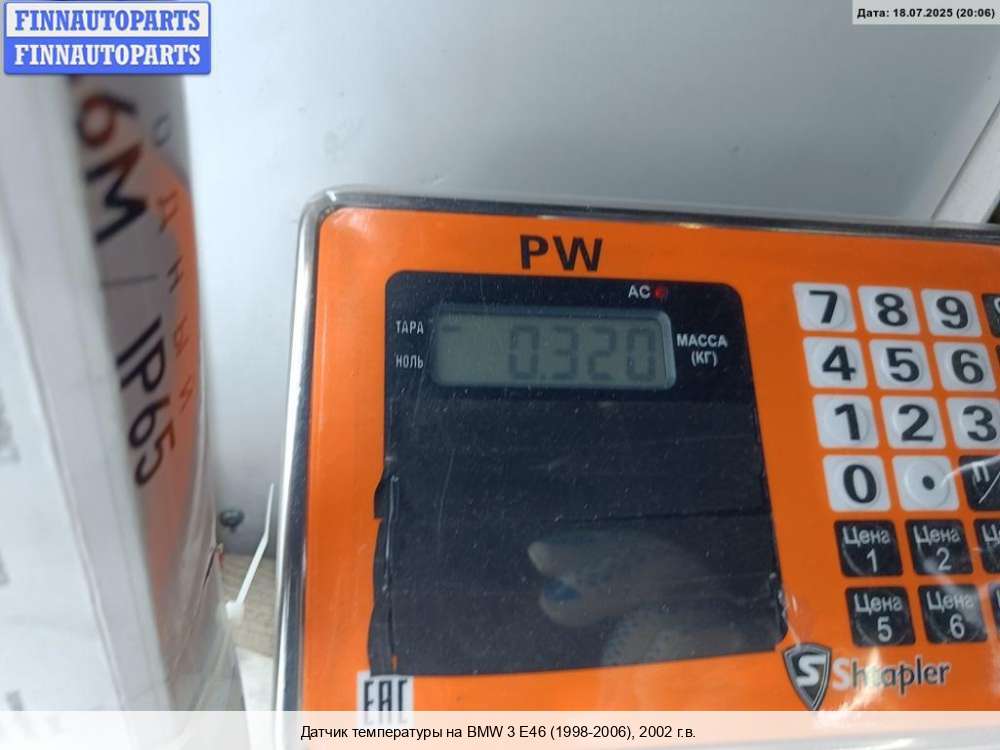 FINNAUTOPARTS
FINNAUTOPARTS
Дата: 18.07.2025 (20:06)
6М / IP65
PW
AC
ТАРА
НОЛЬ
0.320
МАССА
(КГ)
7 8 9
4 5 6
1 2 3
0 •
Цена 1
Цена 2
Цена 5
Цена 6
S Shtapler
EAC
Датчик температуры на BMW 3 E46 (1998-2006), 2002 г.в.